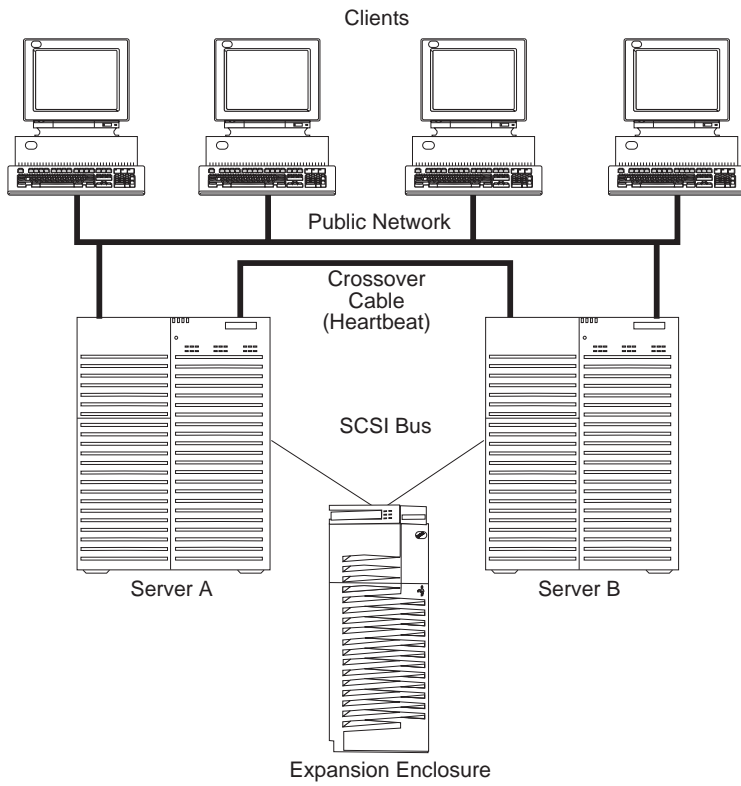 Clients
Public Network
Crossover
Cable
(Heartbeat)
SCSI Bus
Server A
Server B
Expansion Enclosure